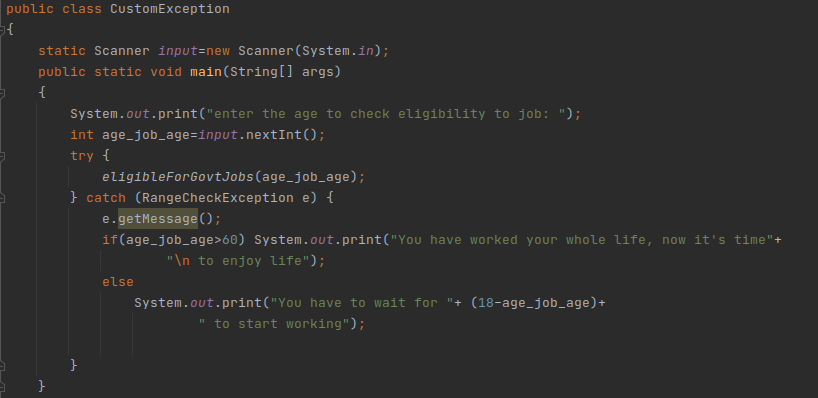 public class CustomException
{
    static Scanner input=new Scanner(System.in);
    public static void main(String[] args)
    {
        System.out.print("enter the age to check eligibility to job: ");
        int age_job_age=input.nextInt();
        try {
            eligibleForGovtJobs(age_job_age);
        } catch (RangeCheckException e) {
            e.getMessage();
            if(age_job_age>60) System.out.print("You have worked your whole life, now it's time"+
                    "\n to enjoy life");
            else
                System.out.print("You have to wait for "+ (18-age_job_age)+
                        " to start working");
        }
    }